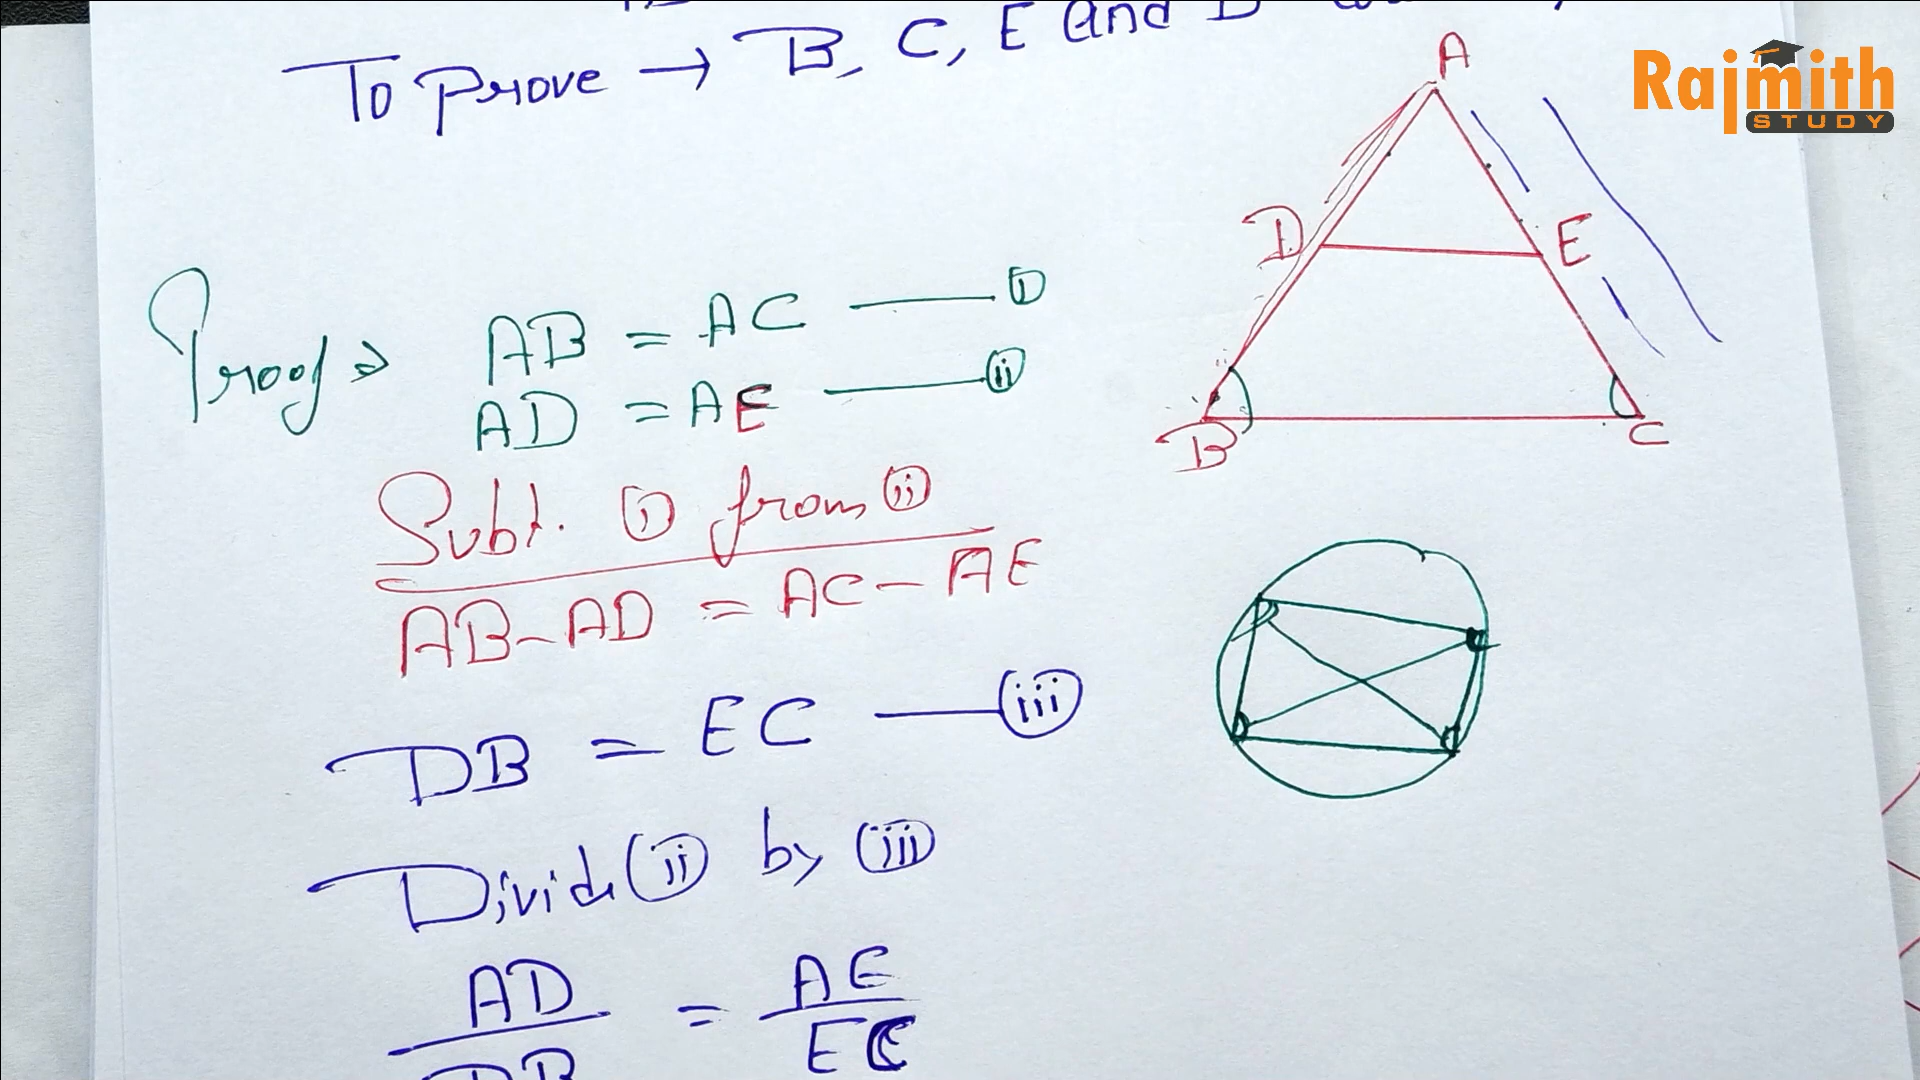 To Prove → B, C, E and D
Rajmith
STUDY
Proof ⇒ AB = AC — (i)
AD = AE — (ii)
Subt. (i) from (ii)
AB - AD = AC - AE
DB = EC — (iii)
Divide (ii) by (iii)
AD/DB = AE/EC
A
D
E
B
C